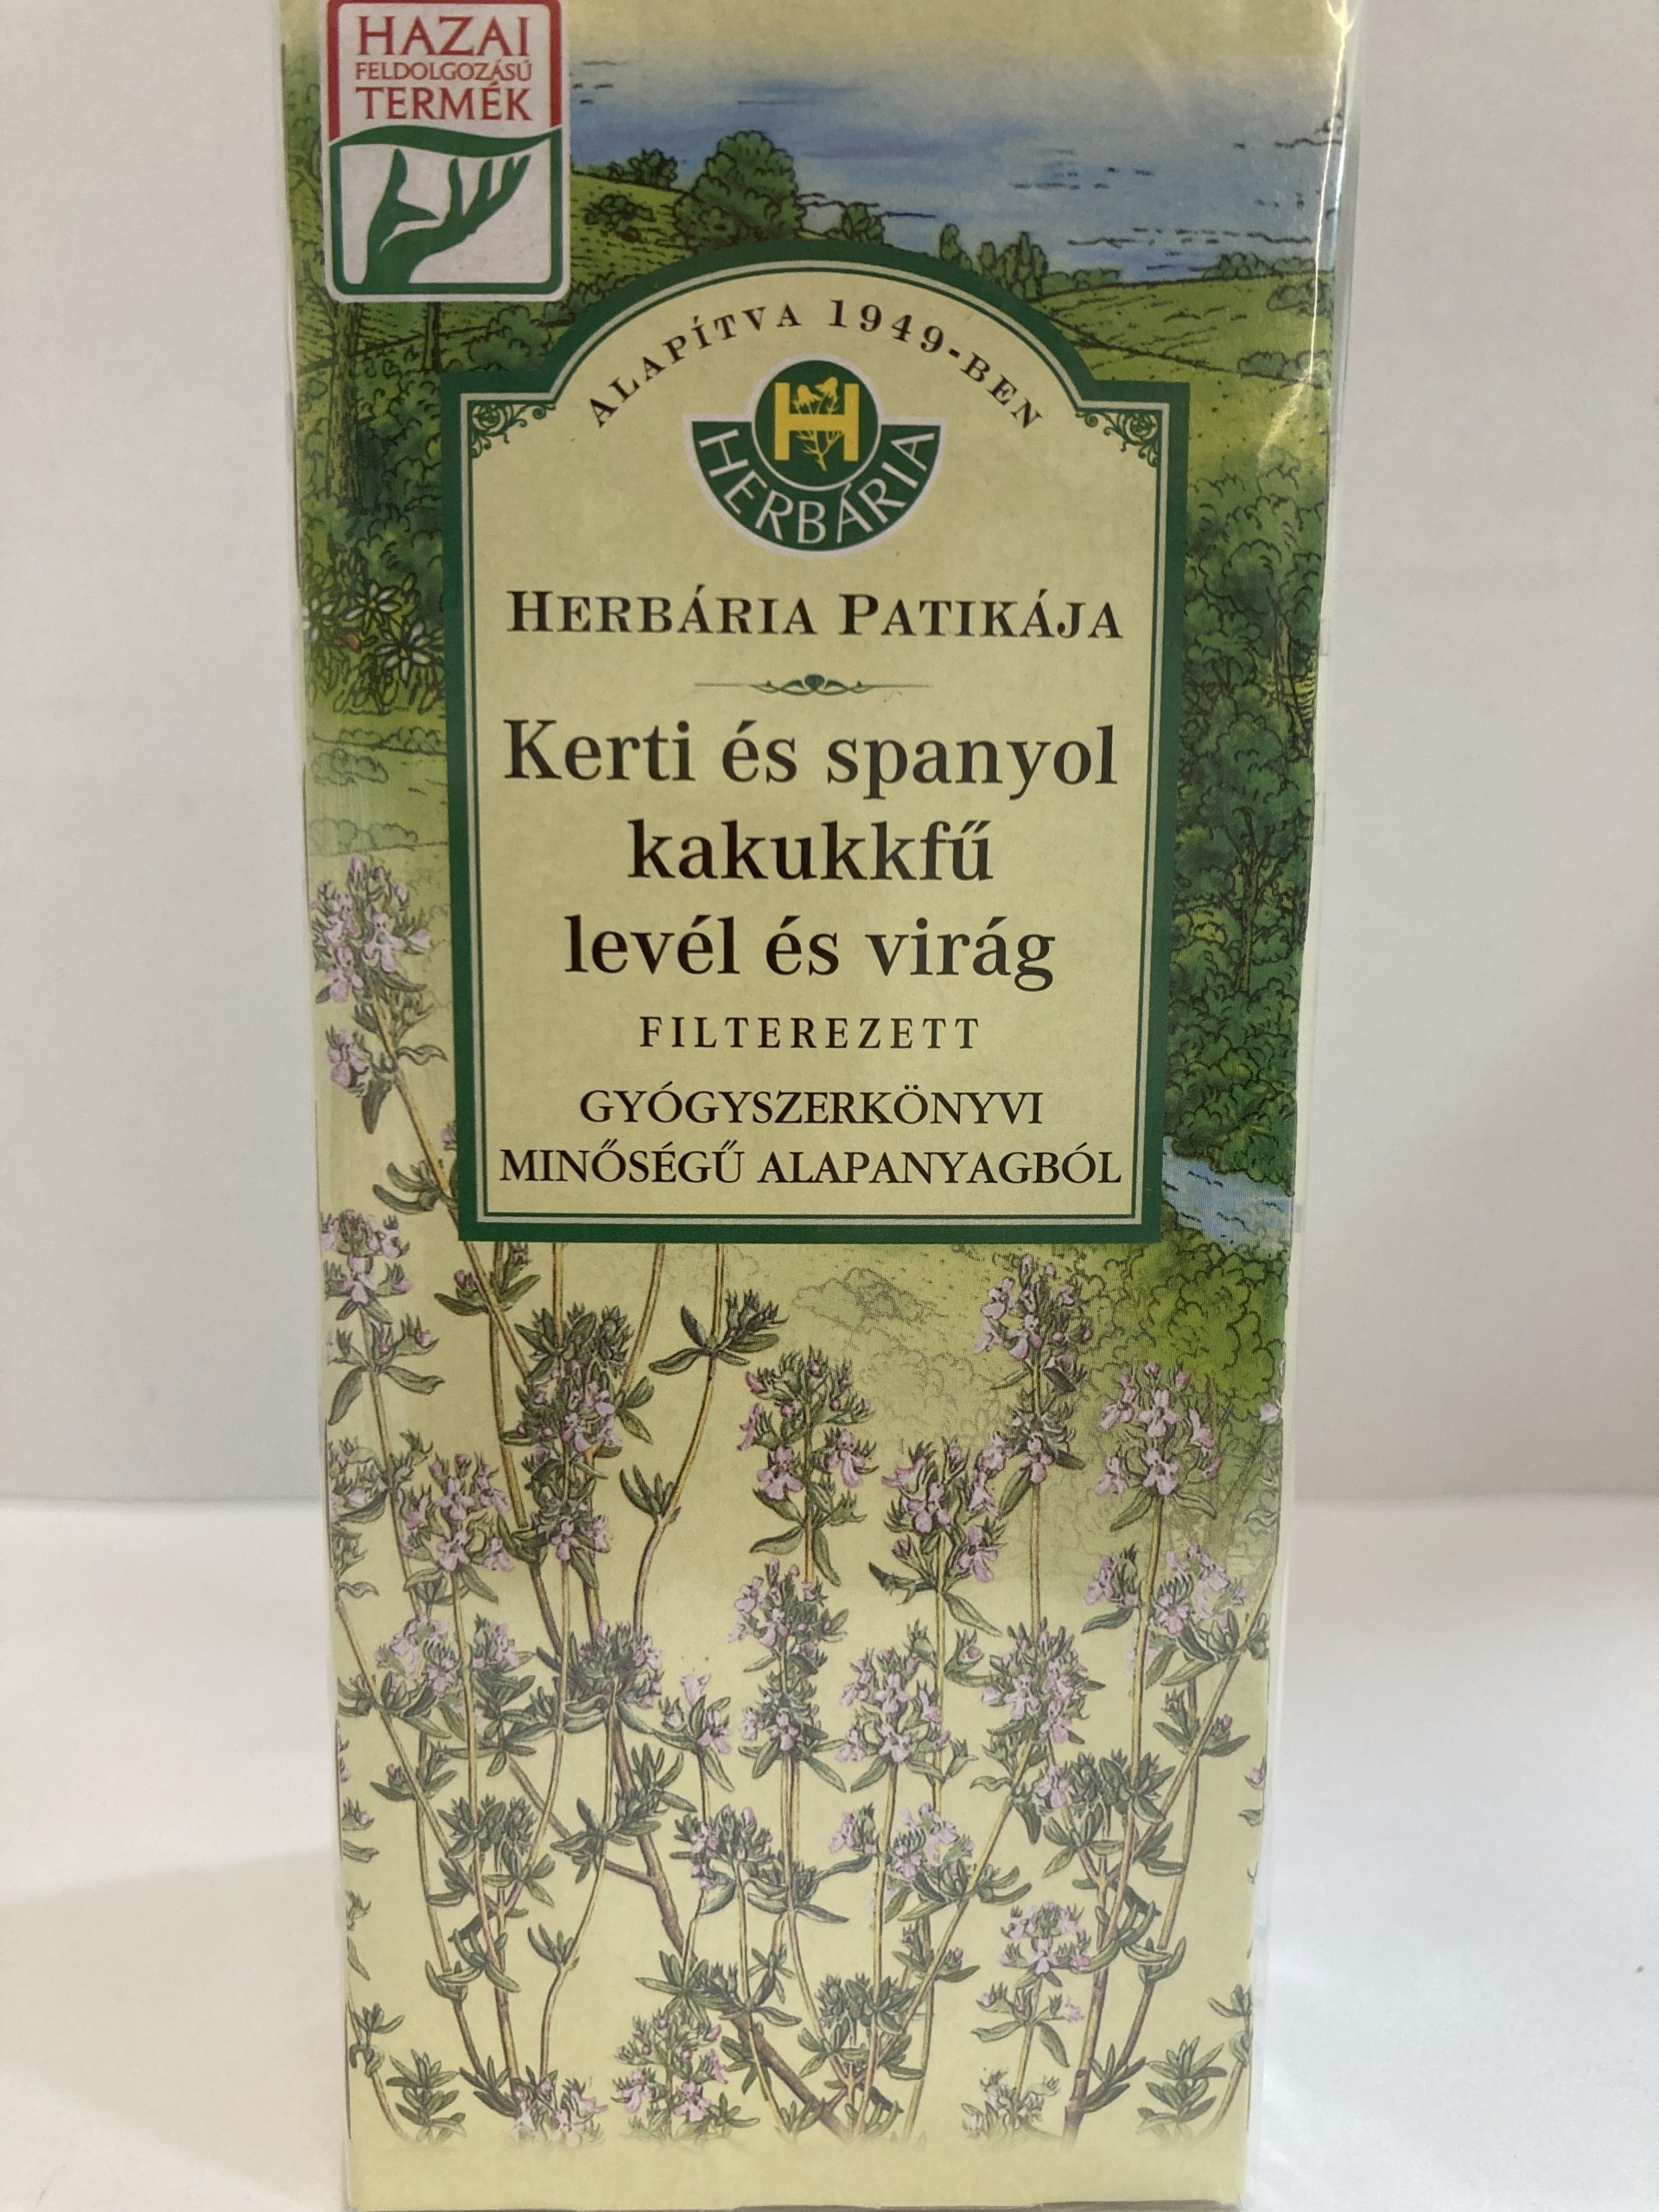 HAZAI
FELDOLGOZÁSÚ
TERMÉK
ALAPÍTVA 1949-BEN
H
HERBÁRIA
HERBÁRIA PATIKÁJA
Kerti és spanyol
kakukkfű
levél és virág
FILTEREZETT
GYÓGYSZERKÖNYVI
MINŐSÉGŰ ALAPANYAGBÓL